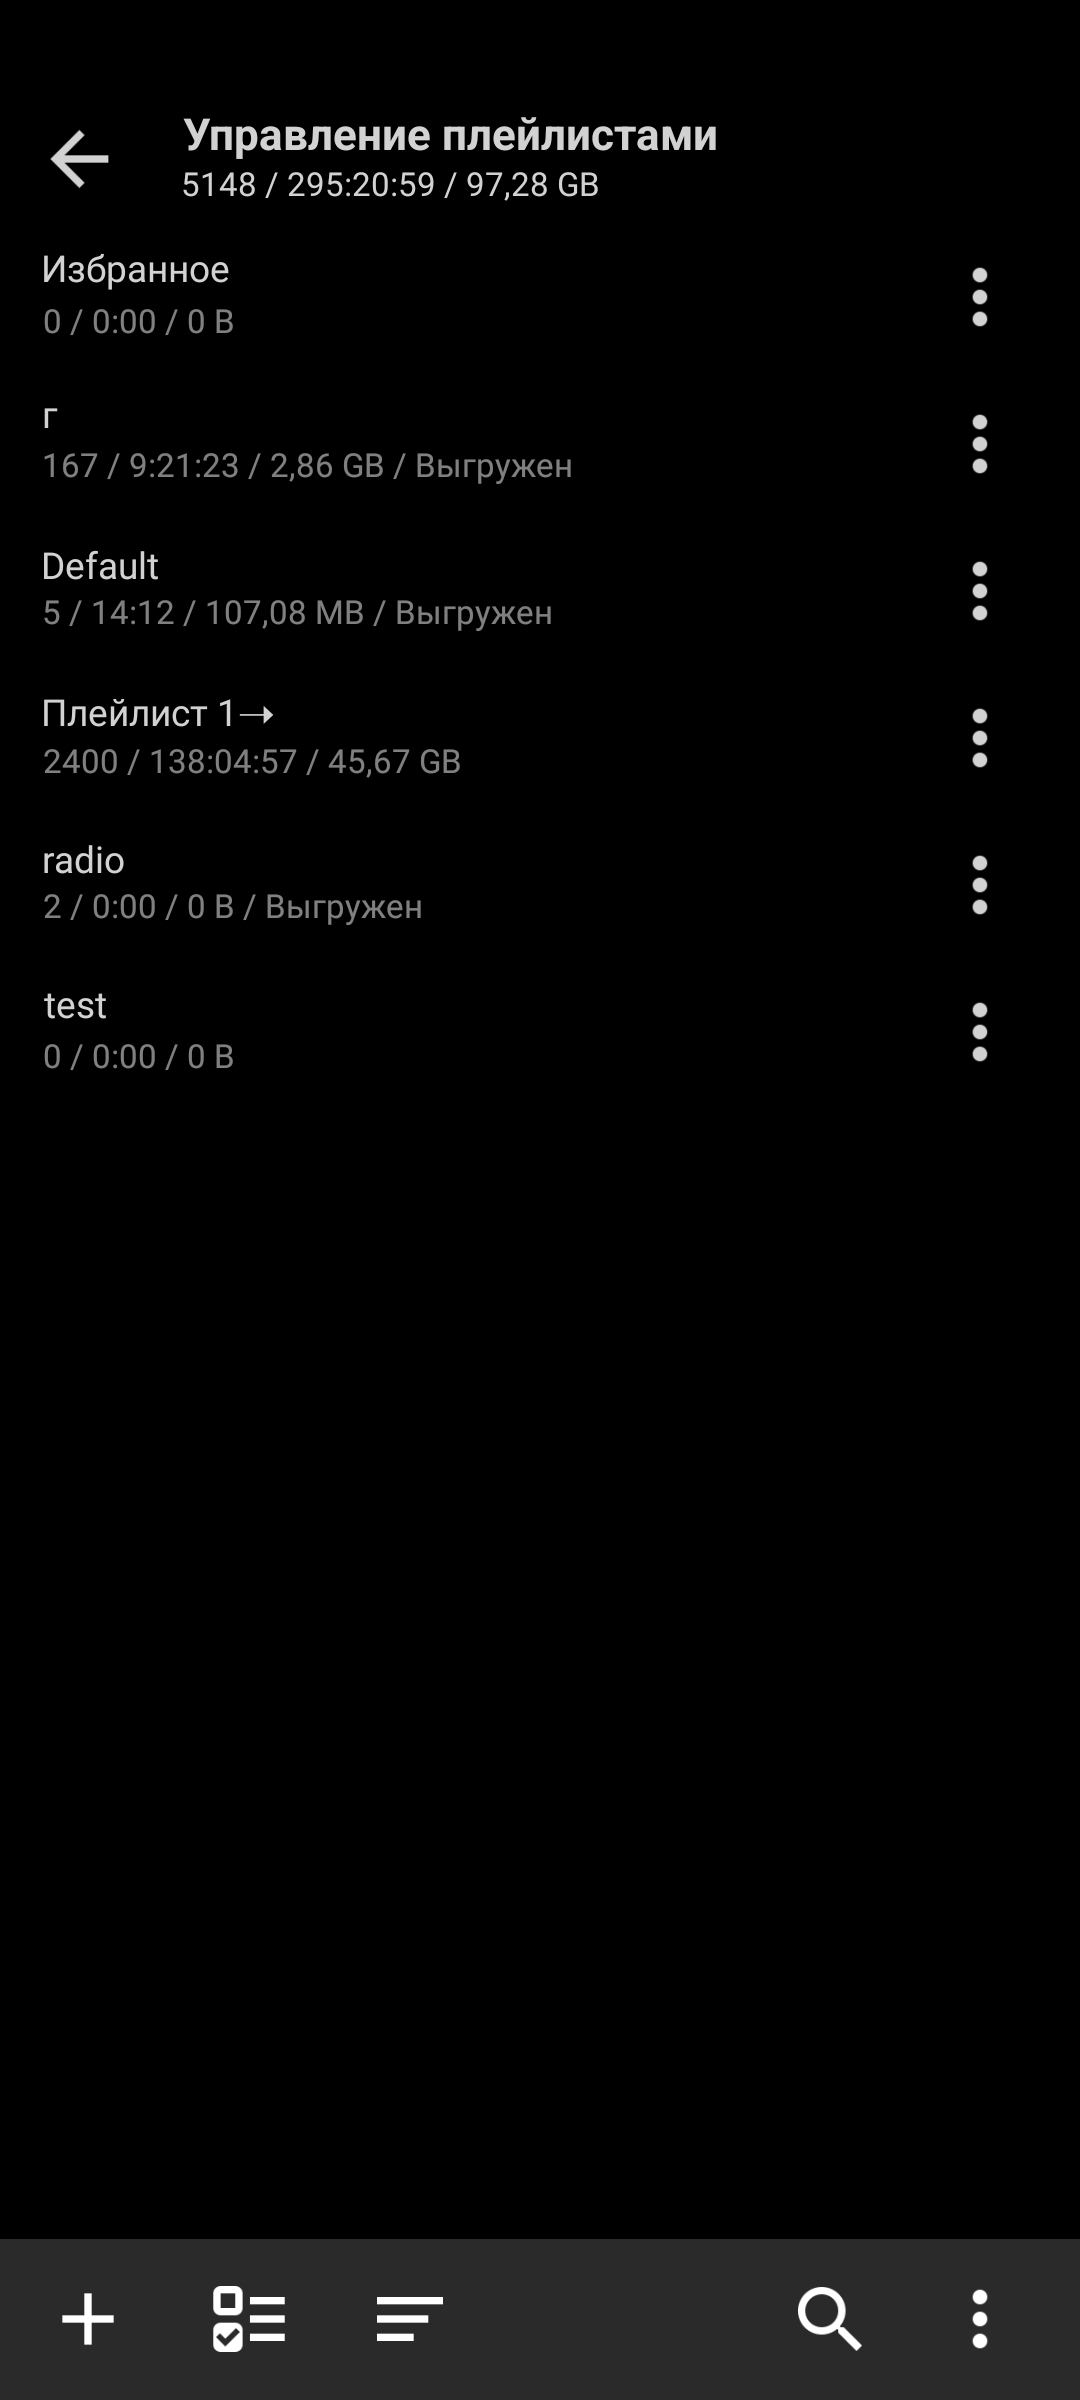 Управление плейлистами
5148 / 295:20:59 / 97,28 GB
Избранное
0 / 0:00 / 0 B
г
167 / 9:21:23 / 2,86 GB / Выгружен
Default
5 / 14:12 / 107,08 MB / Выгружен
Плейлист 1→
2400 / 138:04:57 / 45,67 GB
radio
2 / 0:00 / 0 B / Выгружен
test
0 / 0:00 / 0 B